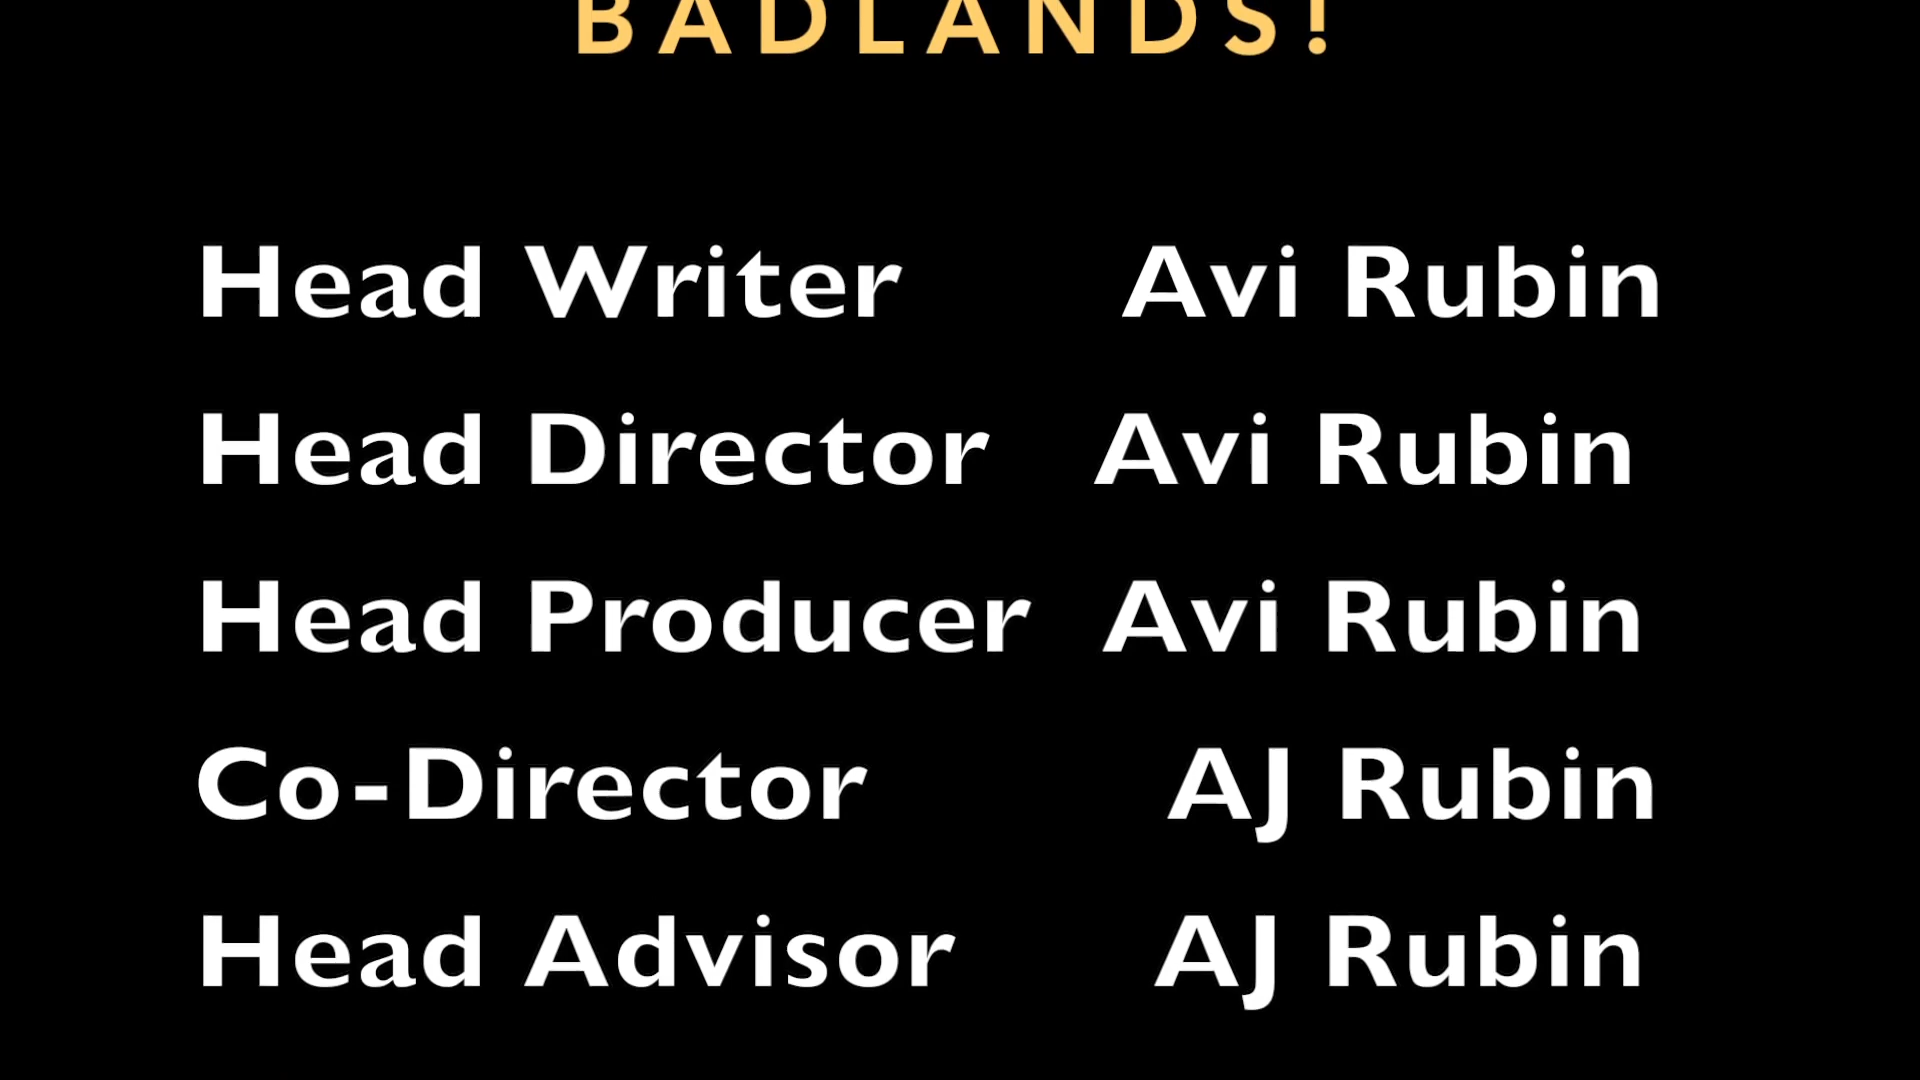 BADLANDS!
Head Writer Avi Rubin
Head Director Avi Rubin
Head Producer Avi Rubin
Co-Director AJ Rubin
Head Advisor AJ Rubin